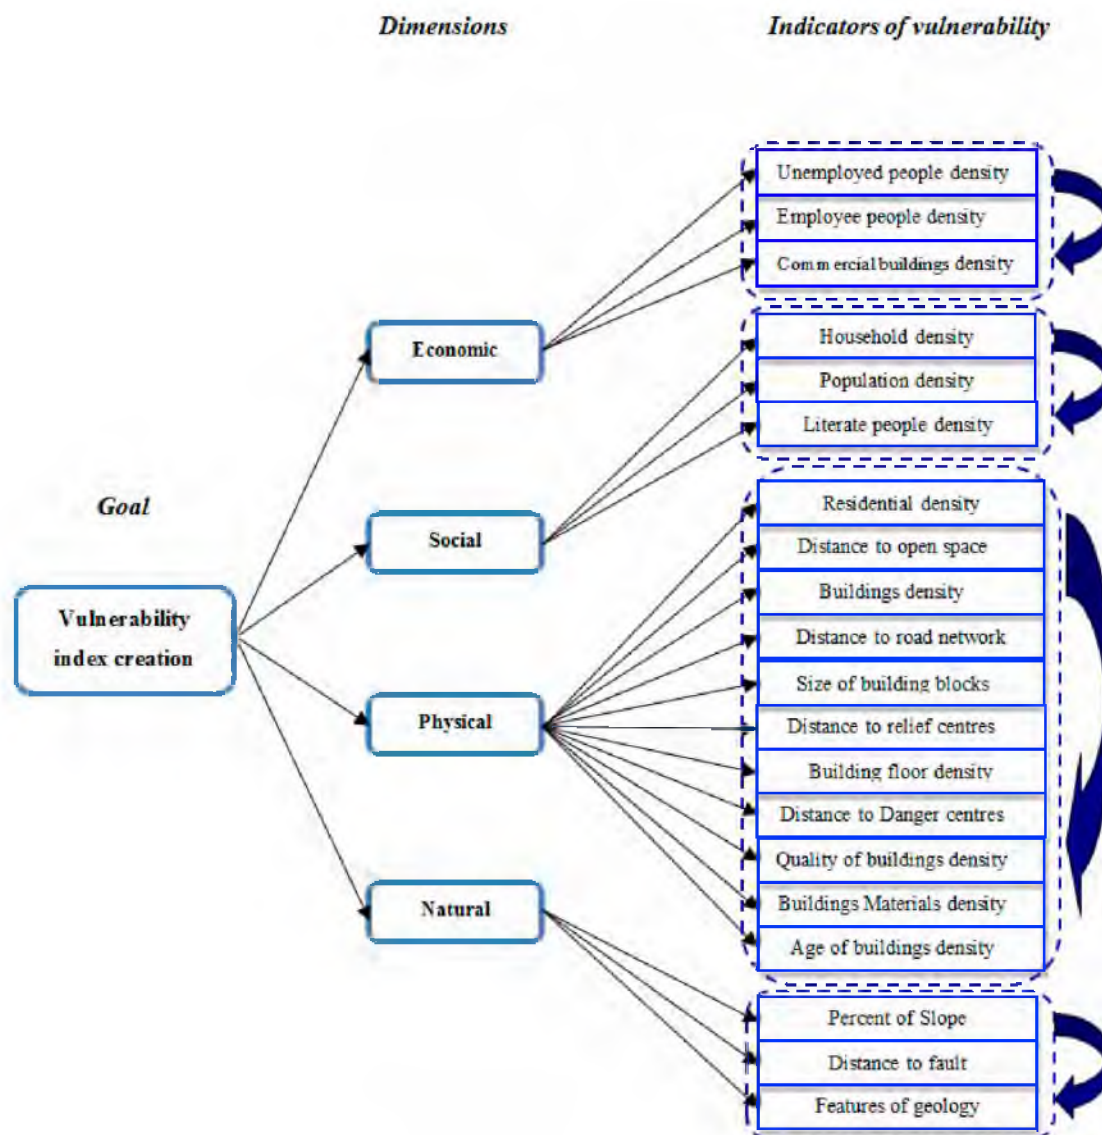 Dimensions
Indicators of vulnerability
Unemployed people density
Employee people density
Commercial buildings density
Economic
Household density
Population density
Literate people density
Goal
Social
Residential density
Distance to open space
Buildings density
Vulnerability
index creation
Distance to road network
Size of building blocks
Physical
Distance to relief centres
Building floor density
Distance to Danger centres
Quality of buildings density
Natural
Buildings Materials density
Age of buildings density
Percent of Slope
Distance to fault
Features of geology